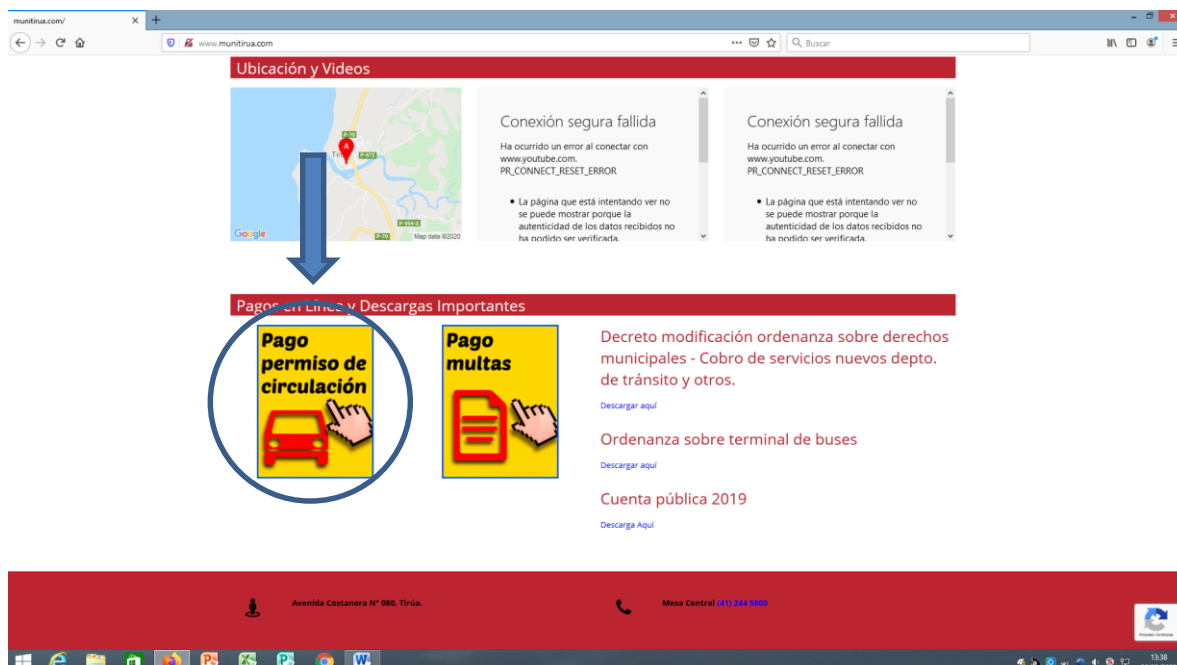 munitirua.com/
www.munitirua.com
Buscar
Ubicación y Videos
P-70
P-572
P-554-G
P-70
Google
Map data ©2020
A
Conexión segura fallida
Ha ocurrido un error al conectar con
www.youtube.com.
PR_CONNECT_RESET_ERROR
• La página que está intentando ver no
se puede mostrar porque la
autenticidad de los datos recibidos no
ha podido ser verificada.
Conexión segura fallida
Ha ocurrido un error al conectar con
www.youtube.com.
PR_CONNECT_RESET_ERROR
• La página que está intentando ver no
se puede mostrar porque la
autenticidad de los datos recibidos no
ha podido ser verificada.
Pagos en Línea y Descargas Importantes
Pago
permiso de
circulación
Pago
multas
Decreto modificación ordenanza sobre derechos
municipales - Cobro de servicios nuevos depto.
de tránsito y otros.
Descargar aquí
Ordenanza sobre terminal de buses
Descargar aquí
Cuenta pública 2019
Descarga Aquí
Avenida Costanera N° 080, Tirúa.
Mesa Central (41) 244 5800
13:38